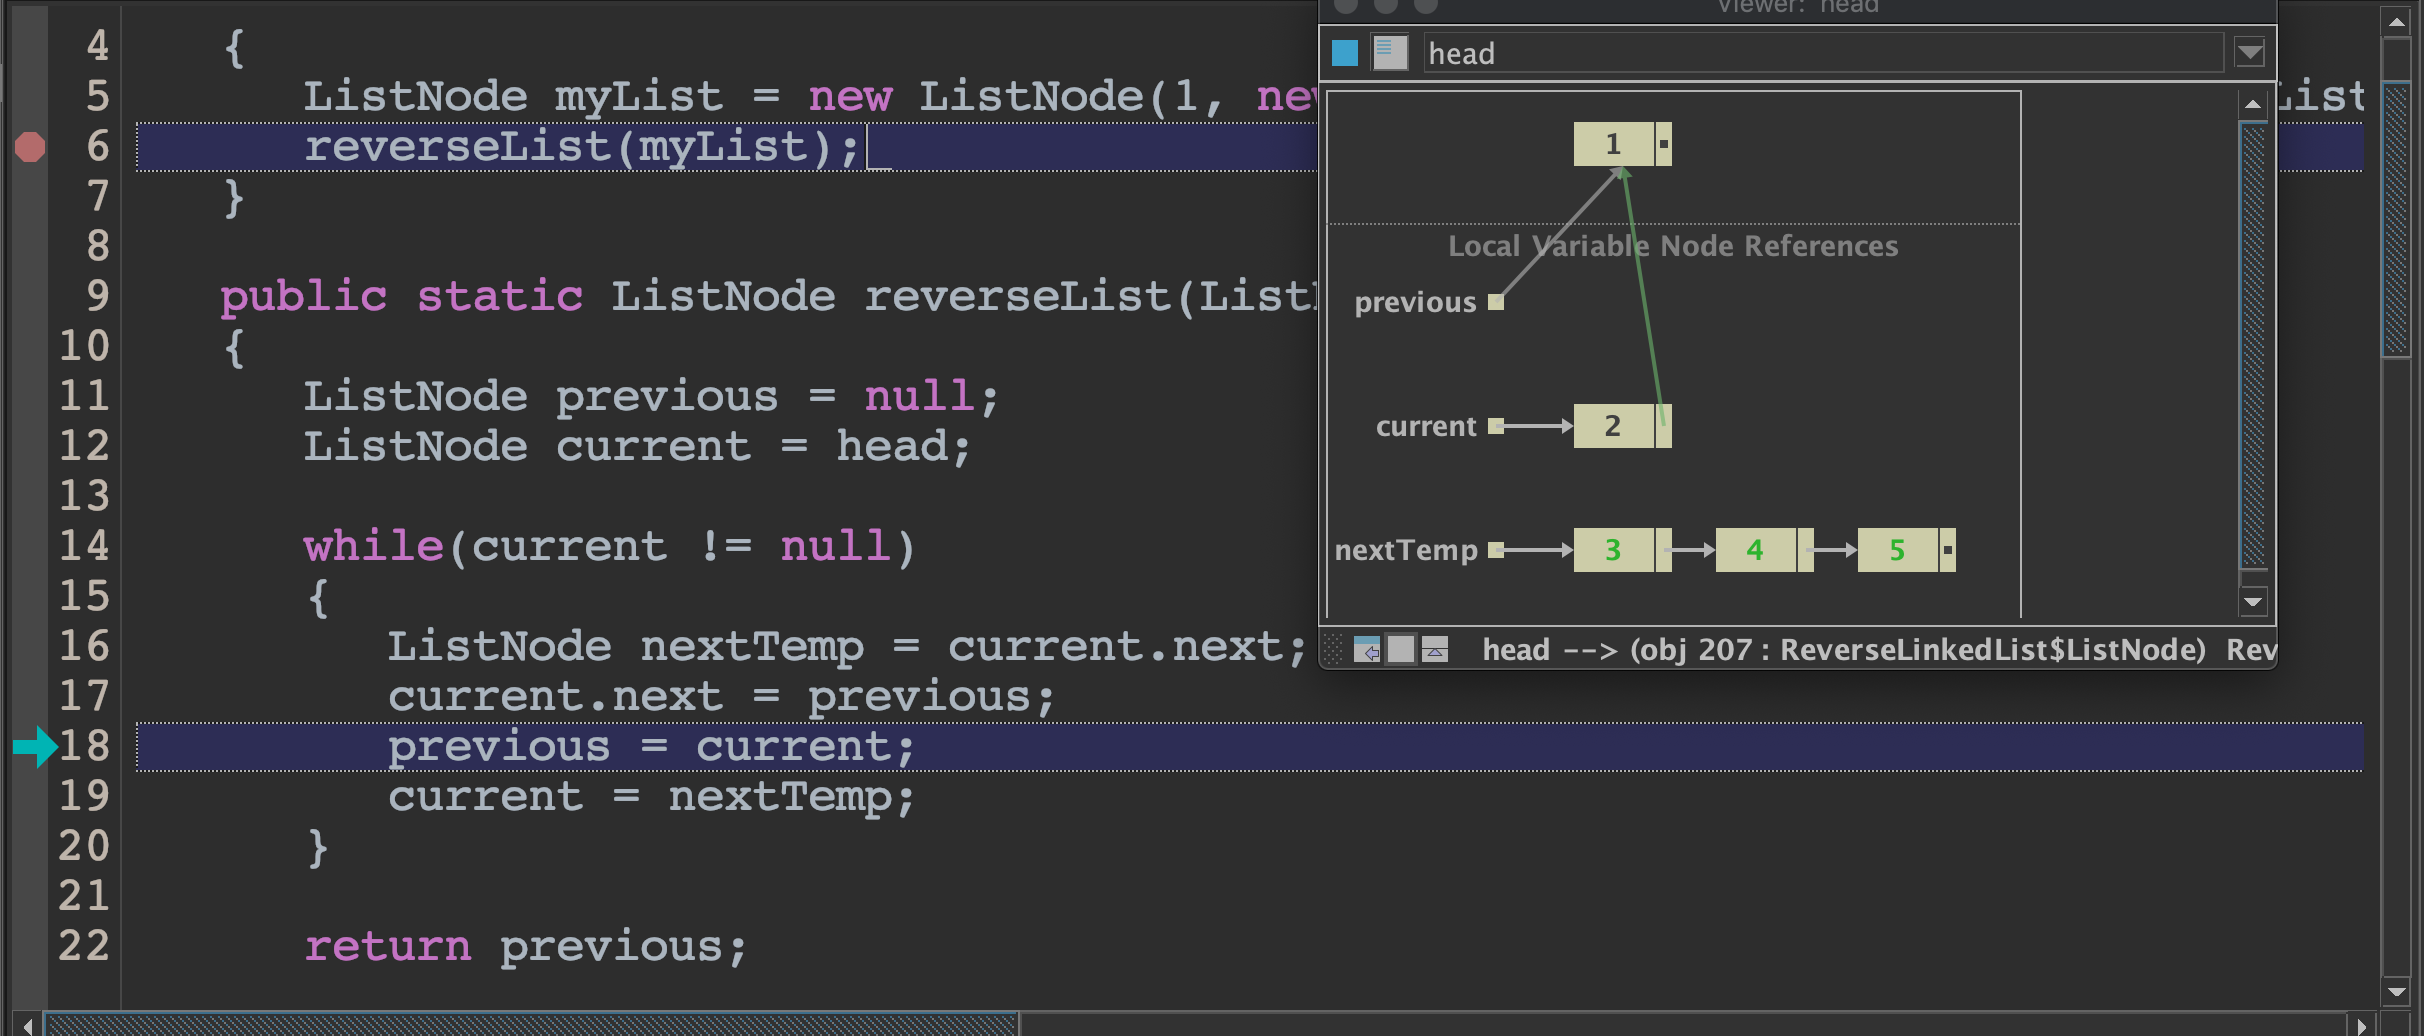 4 {
5 ListNode myList = new ListNode(1, new
6 reverseList(myList);
7 }
8
9 public static ListNode reverseList(List
10 {
11 ListNode previous = null;
12 ListNode current = head;
13
14 while(current != null)
15 {
16 ListNode nextTemp = current.next;
17 current.next = previous;
18 previous = current;
19 current = nextTemp;
20 }
21
22 return previous;
Viewer: head
head
List
1
Local Variable Node References
previous
current 2
nextTemp 3 4 5
head --> (obj 207 : ReverseLinkedList$ListNode) Rev